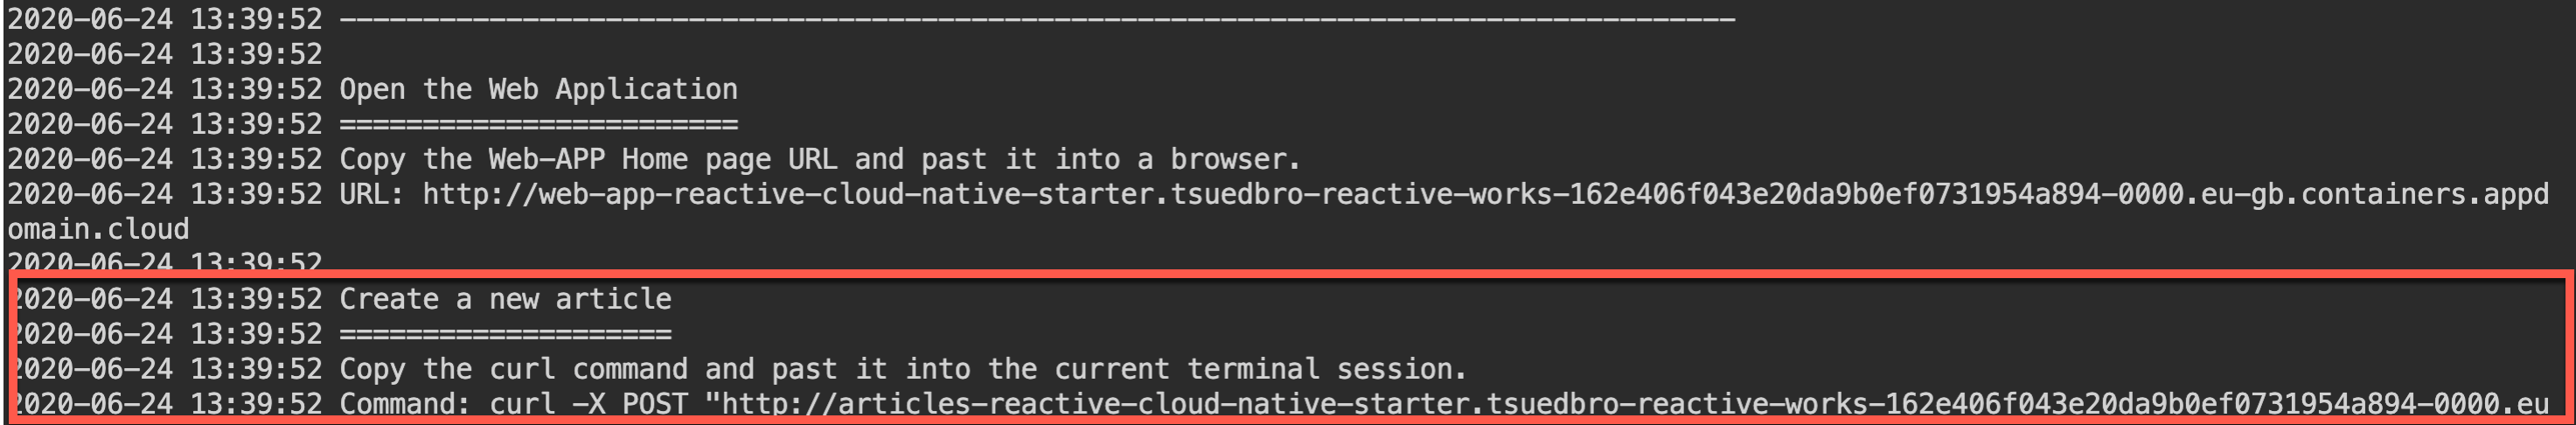 2020-06-24 13:39:52 ------------------------------------------------------------------------------------
2020-06-24 13:39:52
2020-06-24 13:39:52 Open the Web Application
2020-06-24 13:39:52 ========================
2020-06-24 13:39:52 Copy the Web-APP Home page URL and past it into a browser.
2020-06-24 13:39:52 URL: http://web-app-reactive-cloud-native-starter.tsuedbro-reactive-works-162e406f043e20da9b0ef0731954a894-0000.eu-gb.containers.appd
omain.cloud
2020-06-24 13:39:52
2020-06-24 13:39:52 Create a new article
2020-06-24 13:39:52 ====================
2020-06-24 13:39:52 Copy the curl command and past it into the current terminal session.
2020-06-24 13:39:52 Command: curl -X POST "http://articles-reactive-cloud-native-starter.tsuedbro-reactive-works-162e406f043e20da9b0ef0731954a894-0000.eu